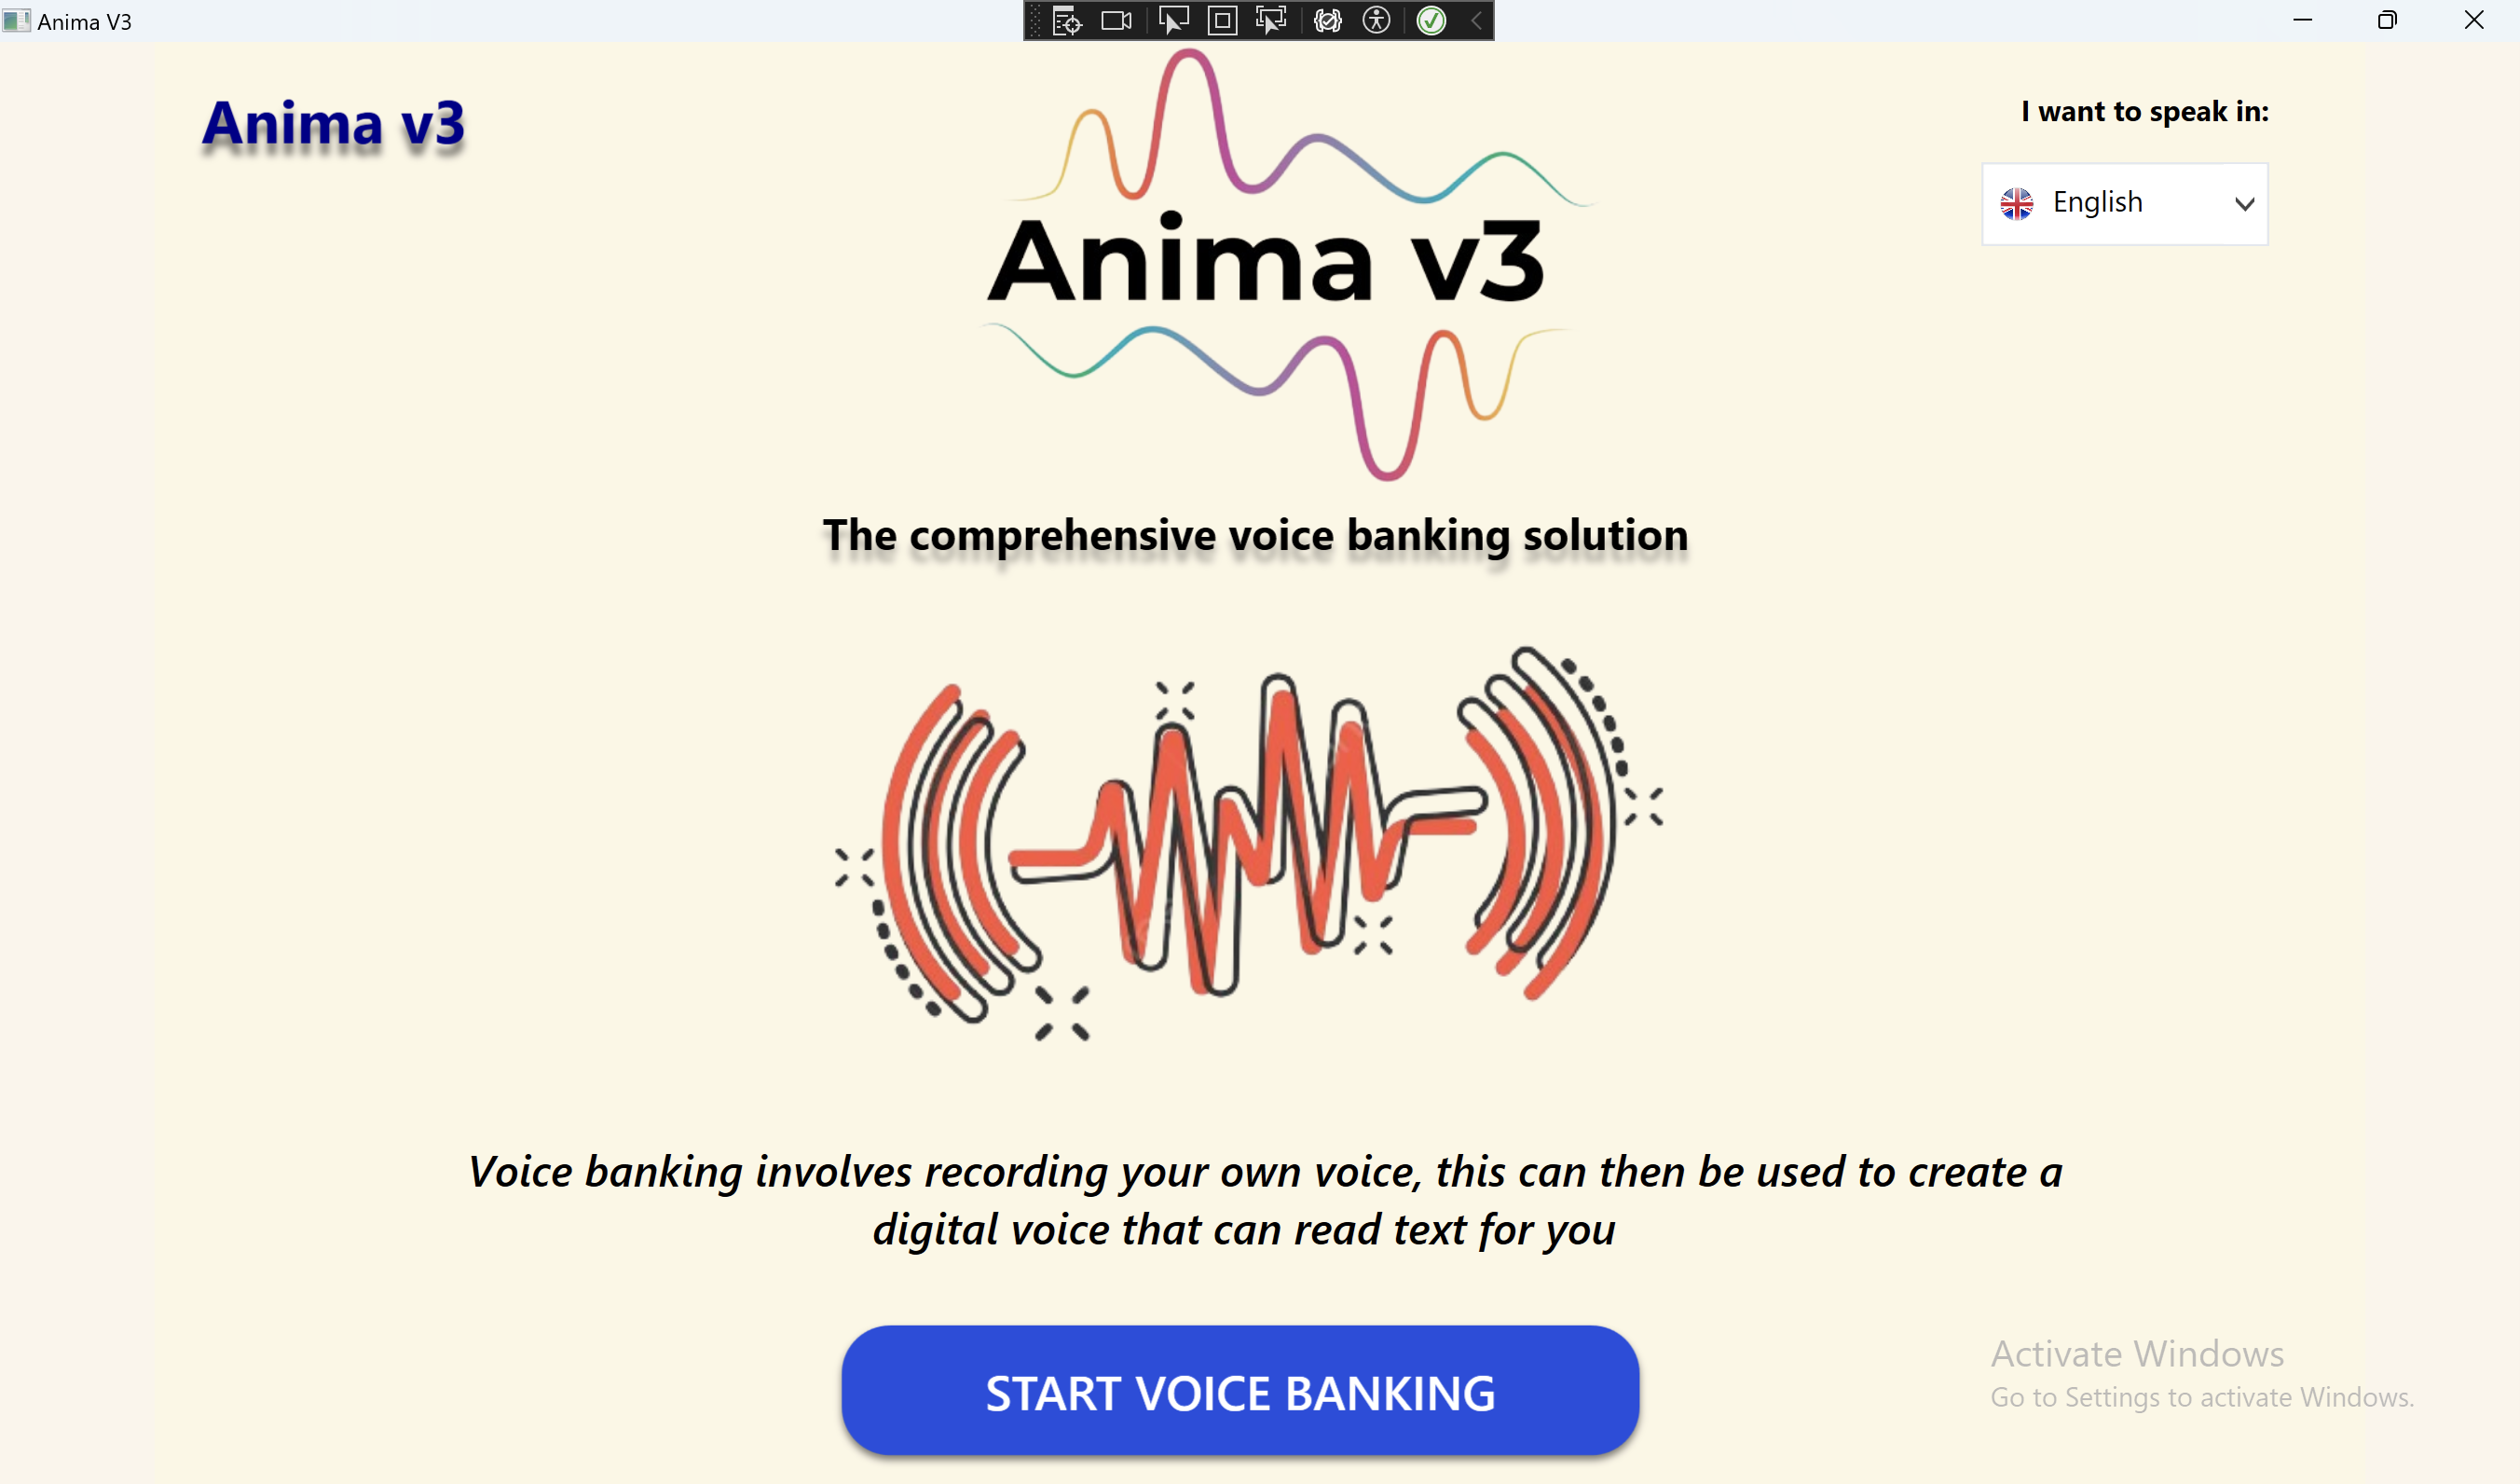 Anima V3
Anima v3
I want to speak in:
English
Anima v3
The comprehensive voice banking solution
Voice banking involves recording your own voice, this can then be used to create a
digital voice that can read text for you
START VOICE BANKING
Activate Windows
Go to Settings to activate Windows.